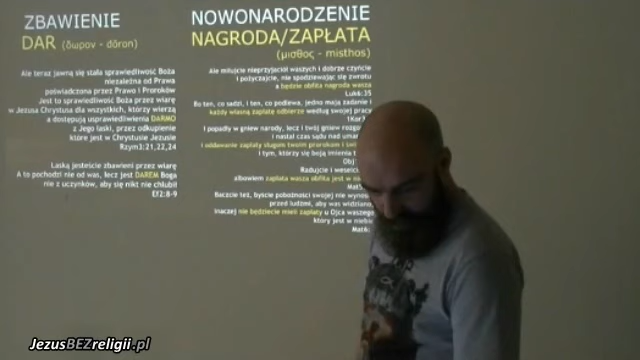 ZBAWIENIE
DAR (δωρον - dōron)
Ale teraz jawną się stała sprawiedliwość Boża
niezależna od Prawa
poświadczona przez Prawo i Proroków
Jest to sprawiedliwość Boża przez wiarę
w Jezusa Chrystusa dla wszystkich, którzy wierzą
a dostępują usprawiedliwienia DARMO
z Jego łaski, przez odkupienie
które jest w Chrystusie Jezusie
Rzym3:21,22,24
Łaską jesteście zbawieni przez wiarę
A to pochodzi nie od was, lecz jest DAREM Boga
nie z uczynków, aby się nikt nie chlubił
Ef2:8-9
NOWONARODZENIE
NAGRODA/ZAPŁATA
(μισθος - misthos)
Ale miłujcie nieprzyjaciół waszych i dobrze czyńcie
i pożyczajcie, nie spodziewając się zwrotu
a będzie obfita nagroda wasza
Łuk6:35
Bo ten, co sadzi, i ten, co podlewa, jedno mają zadanie i
każdy własną zapłatę odbierze według swojej pracy
1Kor3
I popadły w gniew narody, lecz i twój gniew rozgo
i nastał czas sądu nad umar
i oddawanie zapłaty sługom twoim prorokom i św
i tym, którzy się boją imienia t
Obj
Radujcie i weselcie
albowiem zapłata wasza obfita jest w nie
Mat5
Baczcie też, byście pobożności swojej nie wyno
przed ludźmi, aby was widziano
inaczej nie będziecie mieli zapłaty u Ojca waszego
który jest w niebie
Mat6:
JezusBEZreligii.pl